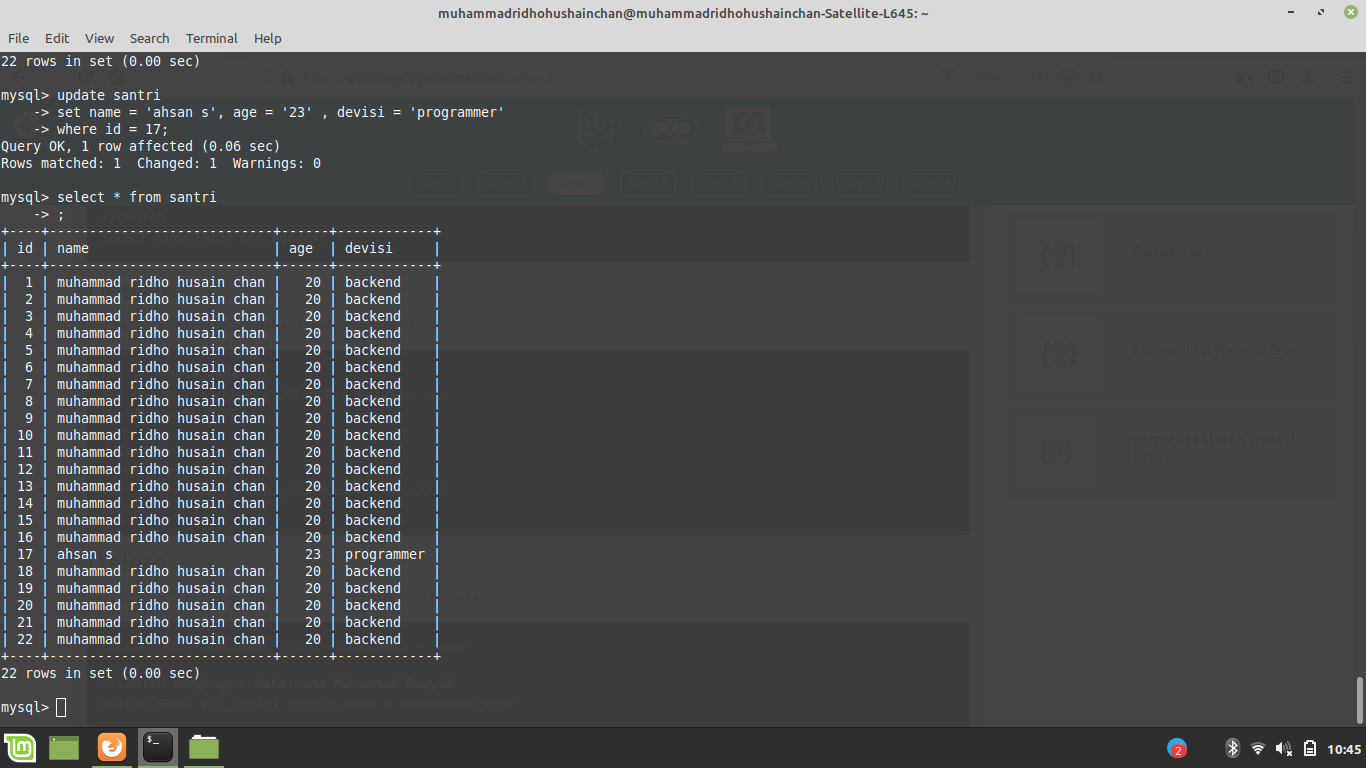 muhammadridhohushainchan@muhammadridhohushainchan-Satellite-L645: ~
File Edit View Search Terminal Help
22 rows in set (0.00 sec)
mysql> update santri
    -> set name = 'ahsan s', age = '23' , devisi = 'programmer'
    -> where id = 17;
Query OK, 1 row affected (0.06 sec)
Rows matched: 1  Changed: 1  Warnings: 0
mysql> select * from santri
    -> ;
+----+----------------------------+------+------------+
| id | name                       | age  | devisi     |
+----+----------------------------+------+------------+
|  1 | muhammad ridho husain chan |   20 | backend    |
|  2 | muhammad ridho husain chan |   20 | backend    |
|  3 | muhammad ridho husain chan |   20 | backend    |
|  4 | muhammad ridho husain chan |   20 | backend    |
|  5 | muhammad ridho husain chan |   20 | backend    |
|  6 | muhammad ridho husain chan |   20 | backend    |
|  7 | muhammad ridho husain chan |   20 | backend    |
|  8 | muhammad ridho husain chan |   20 | backend    |
|  9 | muhammad ridho husain chan |   20 | backend    |
| 10 | muhammad ridho husain chan |   20 | backend    |
| 11 | muhammad ridho husain chan |   20 | backend    |
| 12 | muhammad ridho husain chan |   20 | backend    |
| 13 | muhammad ridho husain chan |   20 | backend    |
| 14 | muhammad ridho husain chan |   20 | backend    |
| 15 | muhammad ridho husain chan |   20 | backend    |
| 16 | muhammad ridho husain chan |   20 | backend    |
| 17 | ahsan s                    |   23 | programmer |
| 18 | muhammad ridho husain chan |   20 | backend    |
| 19 | muhammad ridho husain chan |   20 | backend    |
| 20 | muhammad ridho husain chan |   20 | backend    |
| 21 | muhammad ridho husain chan |   20 | backend    |
| 22 | muhammad ridho husain chan |   20 | backend    |
+----+----------------------------+------+------------+
22 rows in set (0.00 sec)
mysql>
php
//Contoh
Database
Manipulasi Rekam Data
Data
2
10:45